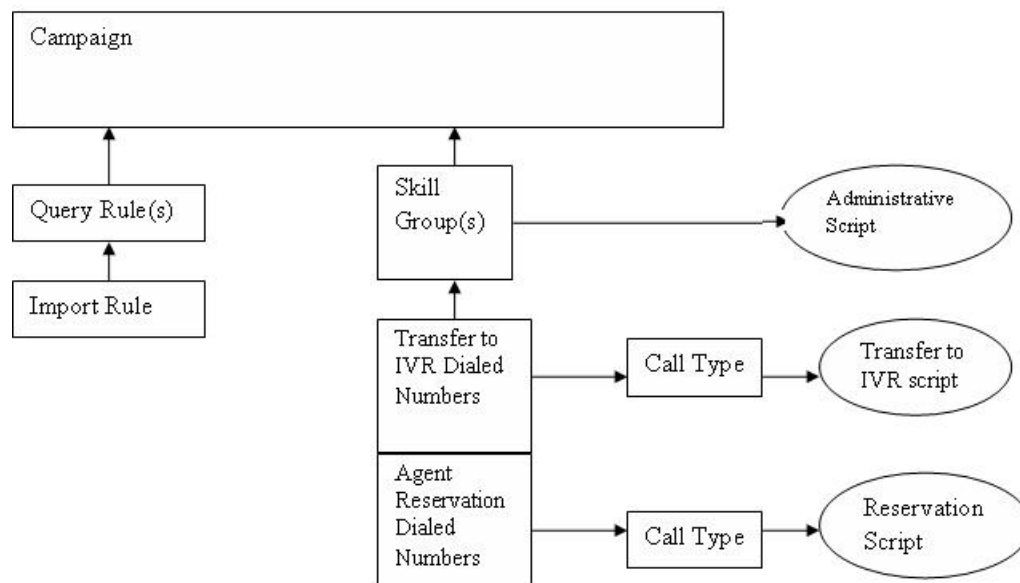 Campaign
Query Rule(s)
Import Rule
Skill
Group(s)
Administrative
Script
Transfer to
IVR Dialed
Numbers
Call Type
Transfer to
IVR script
Agent
Reservation
Dialed
Numbers
Call Type
Reservation
Script